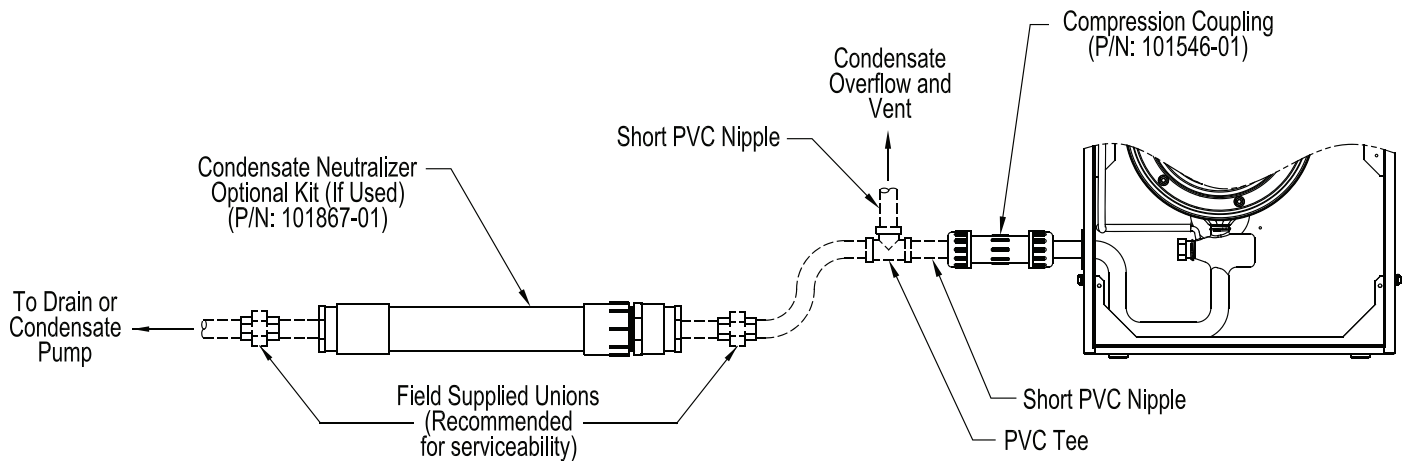 Compression Coupling
(P/N: 101546-01)
Condensate
Overflow and
Vent
Short PVC Nipple
Condensate Neutralizer
Optional Kit (If Used)
(P/N: 101867-01)
To Drain or
Condensate
Pump
Field Supplied Unions
(Recommended
for serviceability)
Short PVC Nipple
PVC Tee